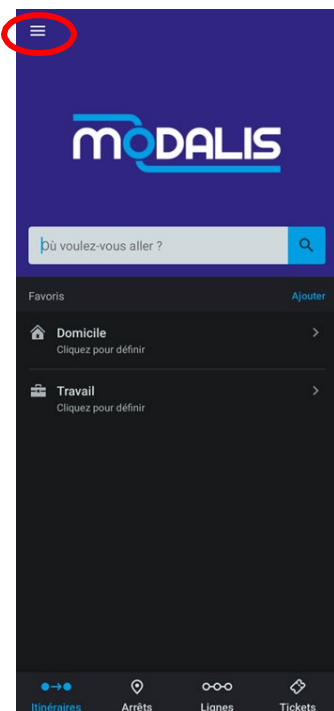 MODALIS
Où voulez-vous aller ?
Favoris
Ajouter
Domicile
Cliquez pour définir
Travail
Cliquez pour définir
Itinéraires
Arrêts
Lignes
Tickets